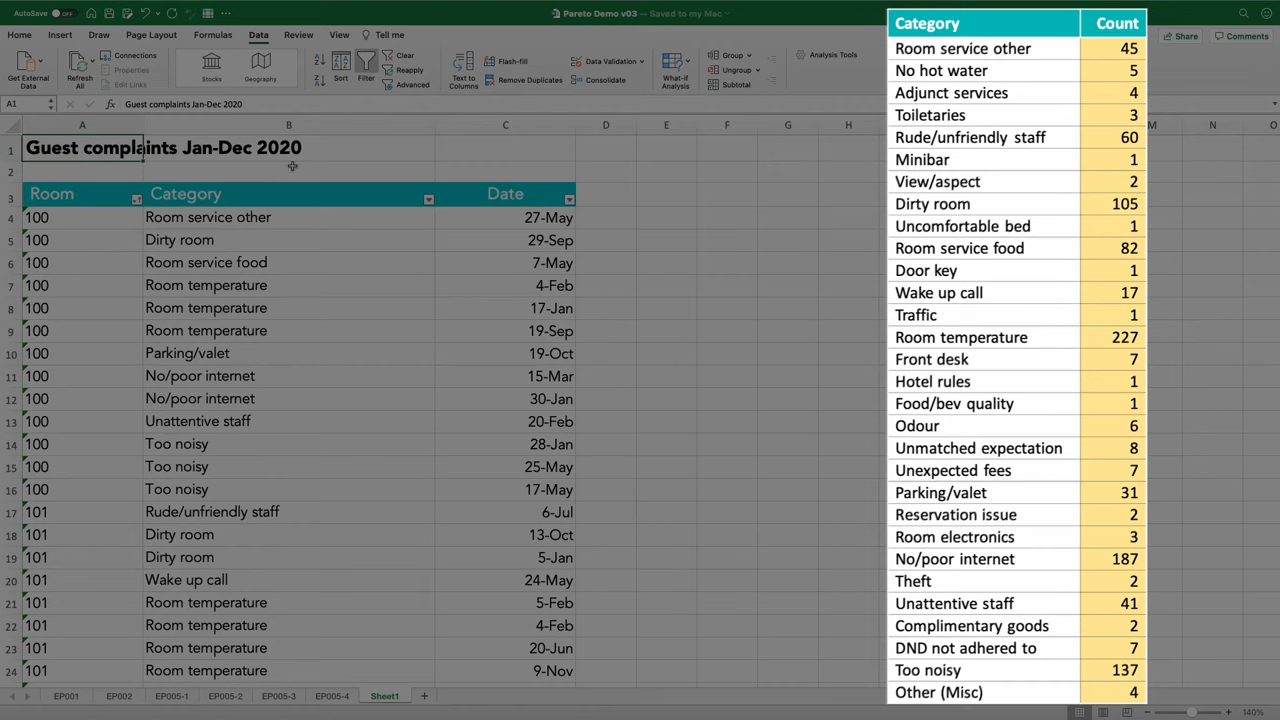 AutoSave OFF
Pareto Demo v03 — Saved to my Mac
Home Insert Draw Page Layout Formulas Data Review View Tell me
Share Comments
Get External Data
Refresh All
Connections
Properties
Edit Links
Stocks
Geography
Sort
Filter
Clear
Reapply
Advanced
Text to Columns
Flash-fill
Remove Duplicates
Data Validation
Consolidate
What-if Analysis
Group
Ungroup
Subtotal
Analysis Tools
A1 fx Guest complaints Jan-Dec 2020
A B C D E F G H M N O
1 Guest complaints Jan-Dec 2020
2
3 Room Category Date
4 100 Room service other 27-May
5 100 Dirty room 29-Sep
6 100 Room service food 7-May
7 100 Room temperature 4-Feb
8 100 Room temperature 17-Jan
9 100 Room temperature 19-Sep
10 100 Parking/valet 19-Oct
11 100 No/poor internet 15-Mar
12 100 No/poor internet 30-Jan
13 100 Unattentive staff 20-Feb
14 100 Too noisy 28-Jan
15 100 Too noisy 25-May
16 100 Too noisy 17-May
17 101 Rude/unfriendly staff 6-Jul
18 101 Dirty room 13-Oct
19 101 Dirty room 5-Jan
20 101 Wake up call 24-May
21 101 Room temperature 5-Feb
22 101 Room temperature 4-Feb
23 101 Room temperature 20-Jun
24 101 Room temperature 9-Nov
Category Count
Room service other 45
No hot water 5
Adjunct services 4
Toiletaries 3
Rude/unfriendly staff 60
Minibar 1
View/aspect 2
Dirty room 105
Uncomfortable bed 1
Room service food 82
Door key 1
Wake up call 17
Traffic 1
Room temperature 227
Front desk 7
Hotel rules 1
Food/bev quality 1
Odour 6
Unmatched expectation 8
Unexpected fees 7
Parking/valet 31
Reservation issue 2
Room electronics 3
No/poor internet 187
Theft 2
Unattentive staff 41
Complimentary goods 2
DND not adhered to 7
Too noisy 137
Other (Misc) 4
EP001 EP002 EP005-1 EP005-2 EP005-3 EP005-4 Sheet1 +
140%